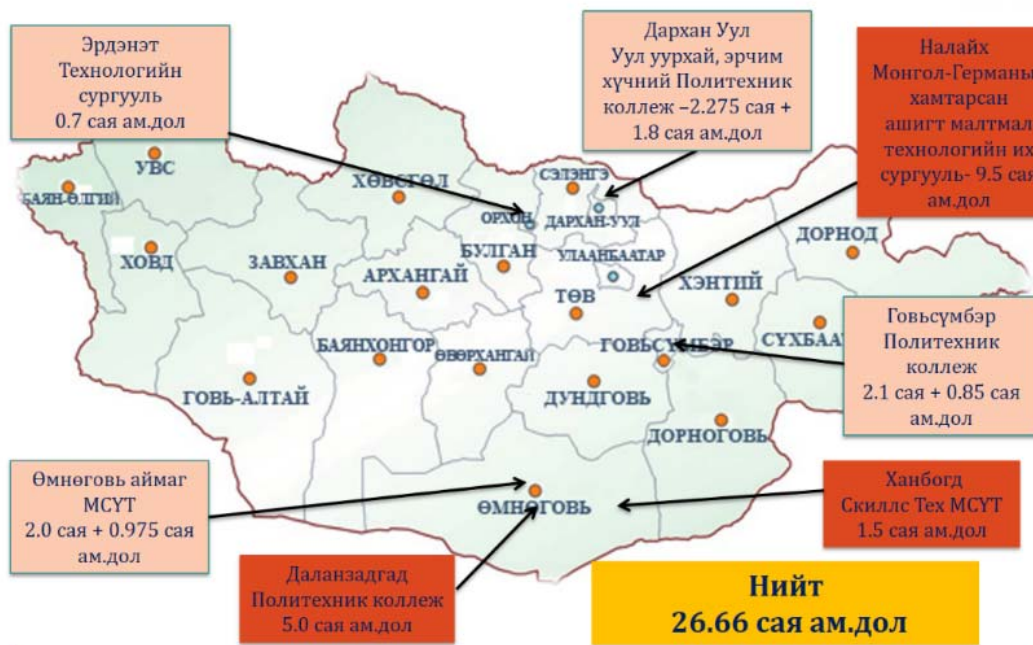 Эрдэнэт
Технологийн
сургууль
0.7 сая ам.дол
Дархан Уул
Уул уурхай, эрчим
хүчний Политехник
коллеж –2.275 сая +
1.8 сая ам.дол
Налайх
Монгол-Германы
хамтарсан
ашигт малтмал
технологийн их
сургууль- 9.5 сая
ам.дол
УВС
БАЯН-ӨЛГИЙ
ХОВД
ХӨВСГӨЛ
СЭЛЭНГЭ
ОРХОН
ДАРХАН-УУЛ
ЗАВХАН
АРХАНГАЙ
БУЛГАН
УЛААНБААТАР
ТӨВ
ХЭНТИЙ
ДОРНОД
СҮХБАА
ГОВЬ-АЛТАЙ
БАЯНХОНГОР
ӨВӨРХАНГАЙ
ГОВЬСҮМБЭР
ДУНДГОВЬ
ДОРНОГОВЬ
ӨМНӨГОВЬ
Говьсүмбэр
Политехник
коллеж
2.1 сая + 0.85 сая
ам.дол
Өмнөговь аймаг
МСҮТ
2.0 сая + 0.975 сая
ам.дол
Ханбогд
Скиллс Тех МСҮТ
1.5 сая ам.дол
Даланзадгад
Политехник коллеж
5.0 сая ам.дол
Нийт
26.66 сая ам.дол